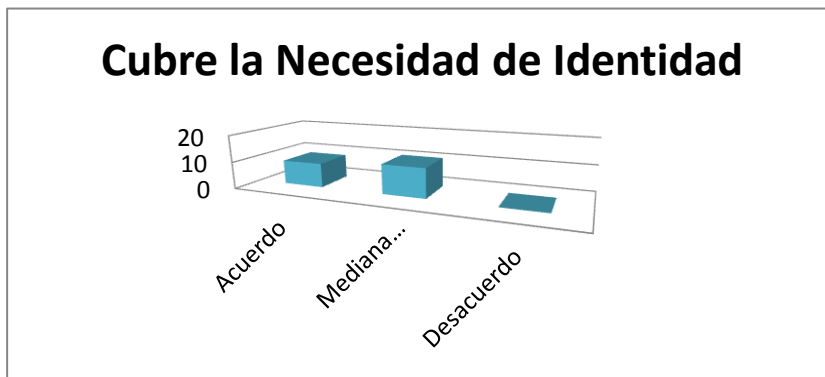 Cubre la Necesidad de Identidad
20
10
0
Acuerdo
Mediana...
Desacuerdo